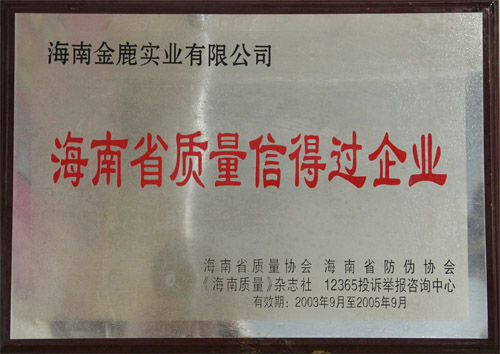 海南金鹿实业有限公司
海南省质量信得过企业
海南省质量协会 海南省防伪协会
《海南质量》杂志社 12365投诉举报咨询中心
有效期：2003年9月至2005年9月